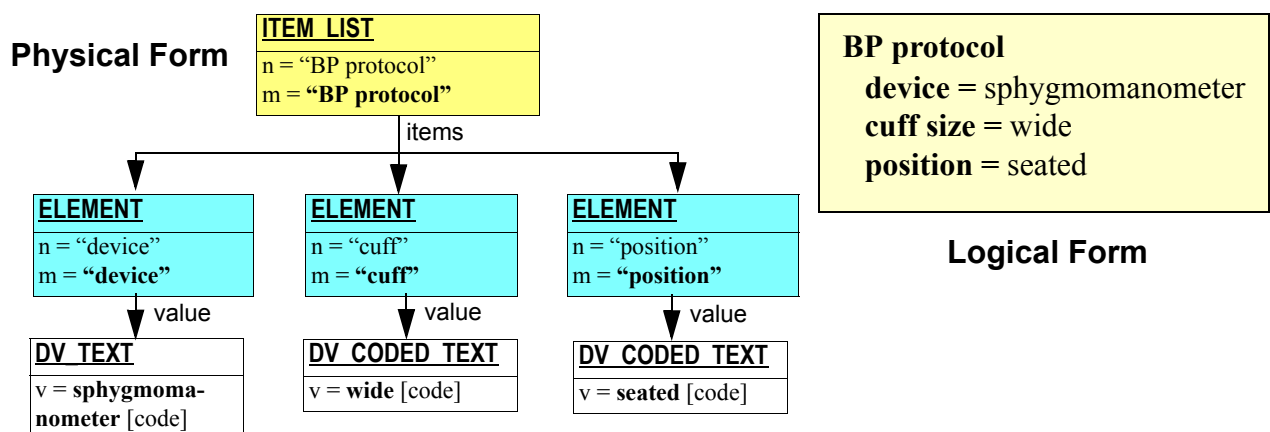 Physical Form
ITEM_LIST
n = “BP protocol”
m = “BP protocol”
items
ELEMENT
n = “device”
m = “device”
value
DV_TEXT
v = sphygmoma-
nometer [code]
ELEMENT
n = “cuff”
m = “cuff”
value
DV_CODED_TEXT
v = wide [code]
ELEMENT
n = “position”
m = “position”
value
DV_CODED_TEXT
v = seated [code]
BP protocol
device = sphygmomanometer
cuff size = wide
position = seated
Logical Form